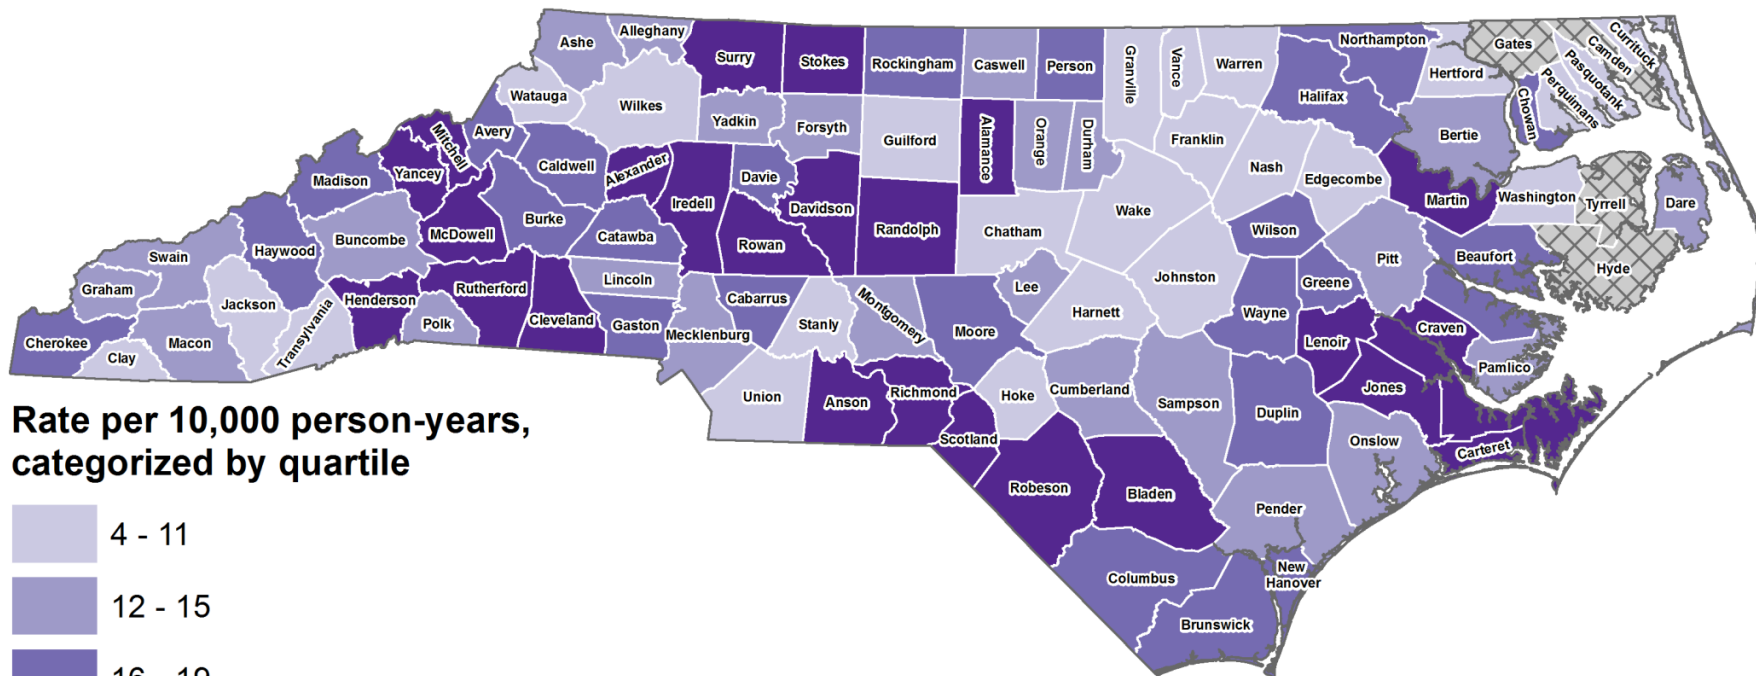 Ashe
Alleghany
Surry
Stokes
Rockingham
Caswell
Person
Granville
Vance
Warren
Northampton
Hertford
Gates
Currituck
Camden
Pasquotank
Perquimans
Chowan
Watauga
Wilkes
Yadkin
Forsyth
Guilford
Alamance
Orange
Durham
Franklin
Halifax
Bertie
Mitchell
Avery
Yancey
Caldwell
Alexander
Iredell
Davie
Davidson
Randolph
Chatham
Wake
Nash
Edgecombe
Martin
Washington
Tyrrell
Dare
Madison
Buncombe
McDowell
Burke
Catawba
Rowan
Johnston
Wilson
Pitt
Beaufort
Hyde
Swain
Haywood
Graham
Jackson
Henderson
Rutherford
Lincoln
Cabarrus
Stanly
Montgomery
Moore
Lee
Harnett
Wayne
Greene
Lenoir
Craven
Pamlico
Cherokee
Clay
Macon
Transylvania
Polk
Cleveland
Gaston
Mecklenburg
Union
Anson
Richmond
Scotland
Hoke
Cumberland
Sampson
Duplin
Jones
Onslow
Carteret
Robeson
Bladen
Pender
Columbus
New
Hanover
Brunswick
Rate per 10,000 person-years,
categorized by quartile
4 - 11
12 - 15
16 - 19